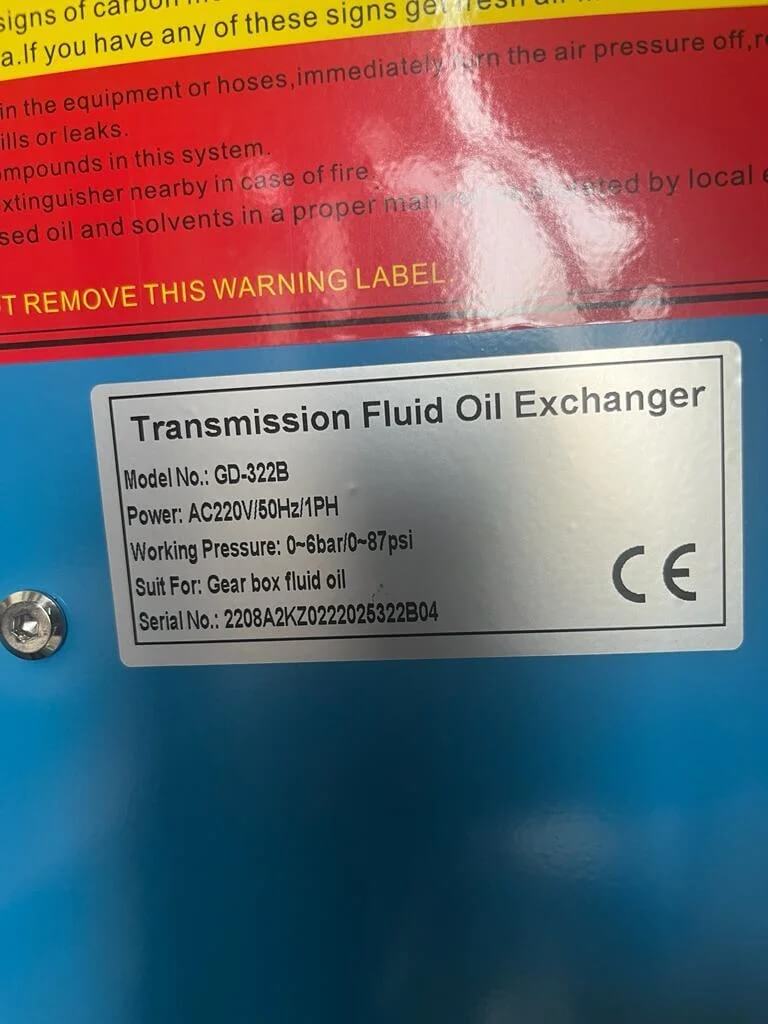 signs of carbon
a.If you have any of these signs get fresh air
in the equipment or hoses,immediately turn the air pressure off,
ills or leaks.
mpounds in this system.
xtinguisher nearby in case of fire.
sed oil and solvents in a proper by local
T REMOVE THIS WARNING LABEL.
Transmission Fluid Oil Exchanger
Model No.: GD-322B
Power: AC220V/50Hz/1PH
Working Pressure: 0~6bar/0~87psi
Suit For: Gear box fluid oil
Serial No.: 2208A2KZ0222025322B04
CE